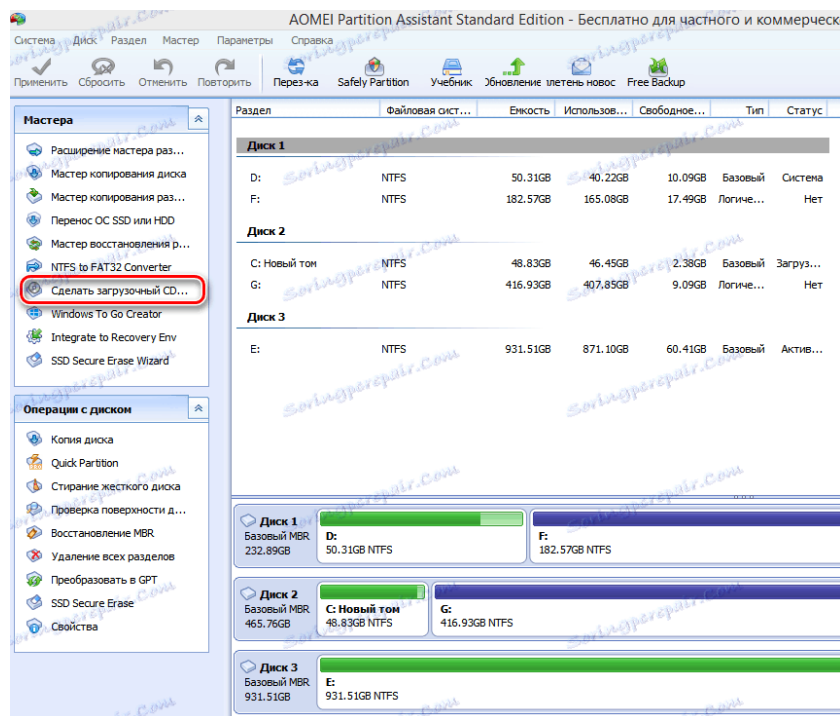 AOMEI Partition Assistant Standard Edition - Бесплатно для частного и коммерческ
Система Диск Раздел Мастер Параметры Справка
Применить Сбросить Отменить Повторить Перез-ка Safely Partition Учебник Обновление злетень новос Free Backup
Мастера
Расширение мастера раз...
Мастер копирования диска
Мастер копирования раз...
Перенос ОС SSD или HDD
Мастер восстановления р...
NTFS to FAT32 Converter
Сделать загрузочный CD...
Windows To Go Creator
Integrate to Recovery Env
SSD Secure Erase Wizard
Операции с диском
Копия диска
Quick Partition
Стирание жесткого диска
Проверка поверхности д...
Восстановление MBR
Удаление всех разделов
Преобразовать в GPT
SSD Secure Erase
Свойства
Раздел Файловая сист... Емкость Использов... Свободное... Тип Статус
Диск 1
D: NTFS 50.31GB 40.22GB 10.09GB Базовый Система
F: NTFS 182.57GB 165.08GB 17.49GB Логиче... Нет
Диск 2
C: Новый том NTFS 48.83GB 46.45GB 2.38GB Базовый Загруз...
G: NTFS 416.93GB 407.85GB 9.09GB Логиче... Нет
Диск 3
E: NTFS 931.51GB 871.10GB 60.41GB Базовый Актив...
Диск 1
Базовый MBR
232.89GB
D:
50.31GB NTFS
F:
182.57GB NTFS
Диск 2
Базовый MBR
465.76GB
C: Новый том
48.83GB NTFS
G:
416.93GB NTFS
Диск 3
Базовый MBR
931.51GB
E:
931.51GB NTFS